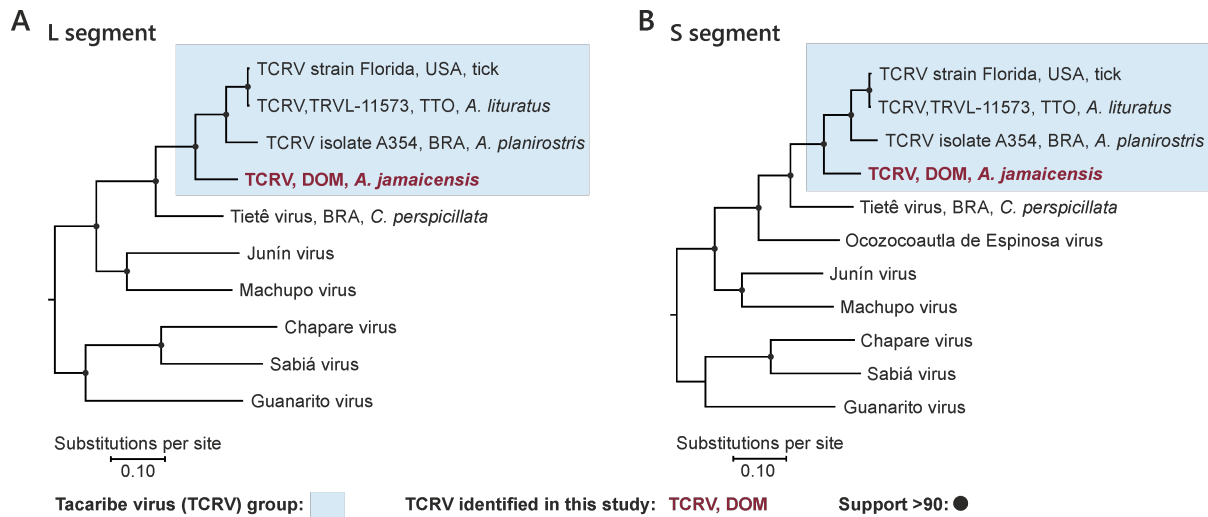 A L segment
TCRV strain Florida, USA, tick
TCRV,TRVL-11573, TTO, A. lituratus
TCRV isolate A354, BRA, A. planirostris
TCRV, DOM, A. jamaicensis
Tietê virus, BRA, C. perspicillata
Junín virus
Machupo virus
Chapare virus
Sabiá virus
Guanarito virus
Substitutions per site
0.10
B S segment
TCRV strain Florida, USA, tick
TCRV,TRVL-11573, TTO, A. lituratus
TCRV isolate A354, BRA, A. planirostris
TCRV, DOM, A. jamaicensis
Tietê virus, BRA, C. perspicillata
Ocozocoautla de Espinosa virus
Junín virus
Machupo virus
Chapare virus
Sabiá virus
Guanarito virus
Substitutions per site
0.10
Tacaribe virus (TCRV) group: TCRV identified in this study: TCRV, DOM Support >90: